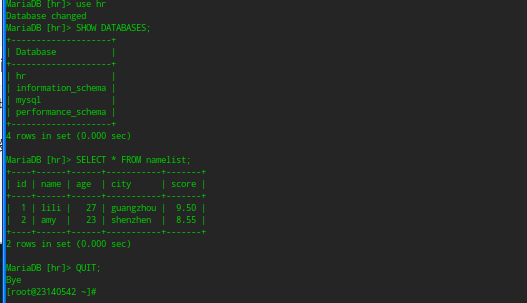 MariaDB [hr]> use hr
Database changed
MariaDB [hr]> SHOW DATABASES;
+--------------------+
| Database           |
+--------------------+
| hr                 |
| information_schema |
| mysql              |
| performance_schema |
+--------------------+
4 rows in set (0.000 sec)

MariaDB [hr]> SELECT * FROM namelist;
+----+------+------+-----------+-------+
| id | name | age  | city      | score |
+----+------+------+-----------+-------+
|  1 | lili |   27 | guangzhou |  9.50 |
|  2 | amy  |   23 | shenzhen  |  8.55 |
+----+------+------+-----------+-------+
2 rows in set (0.000 sec)

MariaDB [hr]> QUIT;
Bye
[root@23140542 ~]#